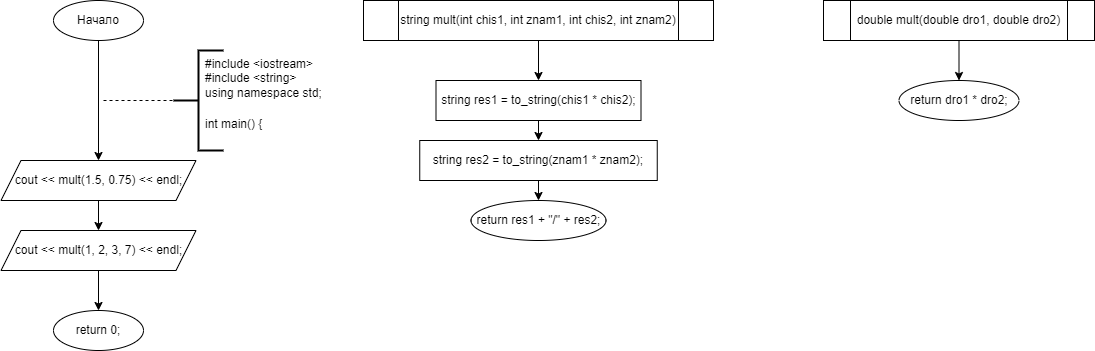 Начало
#include <iostream>
#include <string>
using namespace std;
int main() {
cout << mult(1.5, 0.75) << endl;
cout << mult(1, 2, 3, 7) << endl;
return 0;
string mult(int chis1, int znam1, int chis2, int znam2)
string res1 = to_string(chis1 * chis2);
string res2 = to_string(znam1 * znam2);
return res1 + "/" + res2;
double mult(double dro1, double dro2)
return dro1 * dro2;